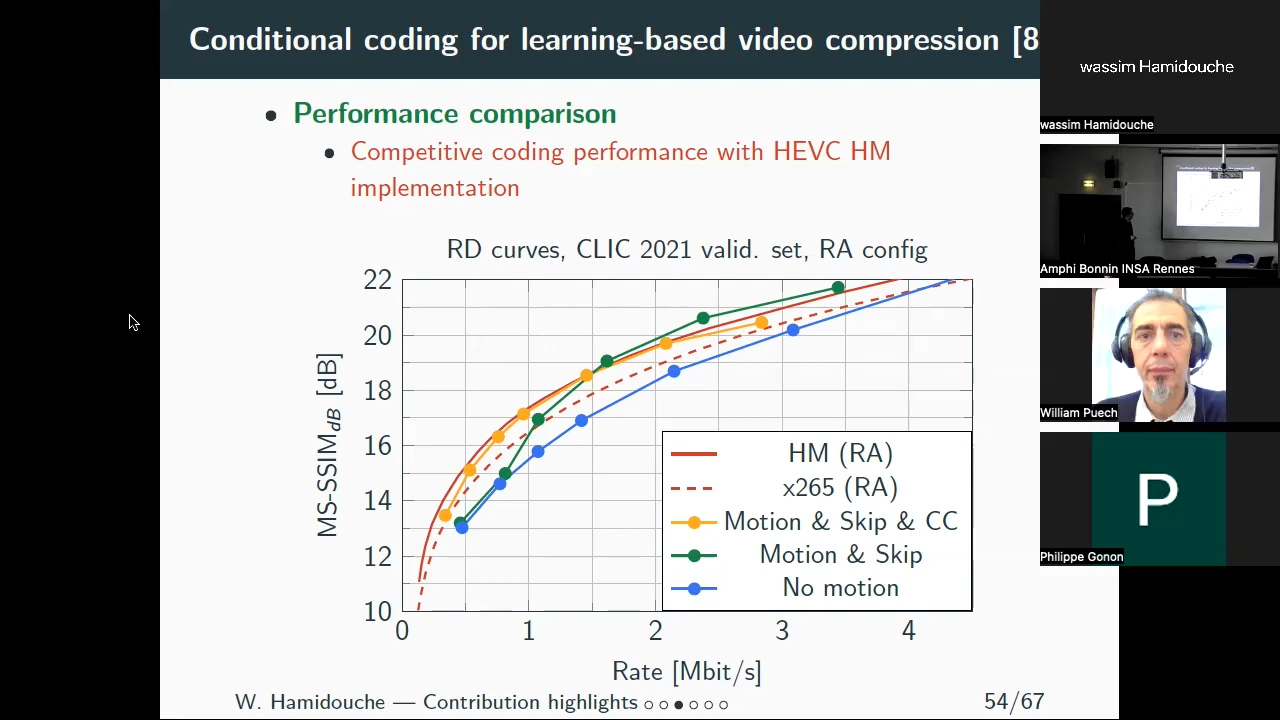 Conditional coding for learning-based video compression [8
• Performance comparison
• Competitive coding performance with HEVC HM
implementation
RD curves, CLIC 2021 valid. set, RA config
22
20
18
16
14
12
10
MS-SSIM_dB [dB]
0 1 2 3 4
Rate [Mbit/s]
HM (RA)
x265 (RA)
Motion & Skip & CC
Motion & Skip
No motion
W. Hamidouche — Contribution highlights
54/67
wassim Hamidouche
wassim Hamidouche
Amphi Bonnin INSA Rennes
William Puech
P
Philippe Gonon